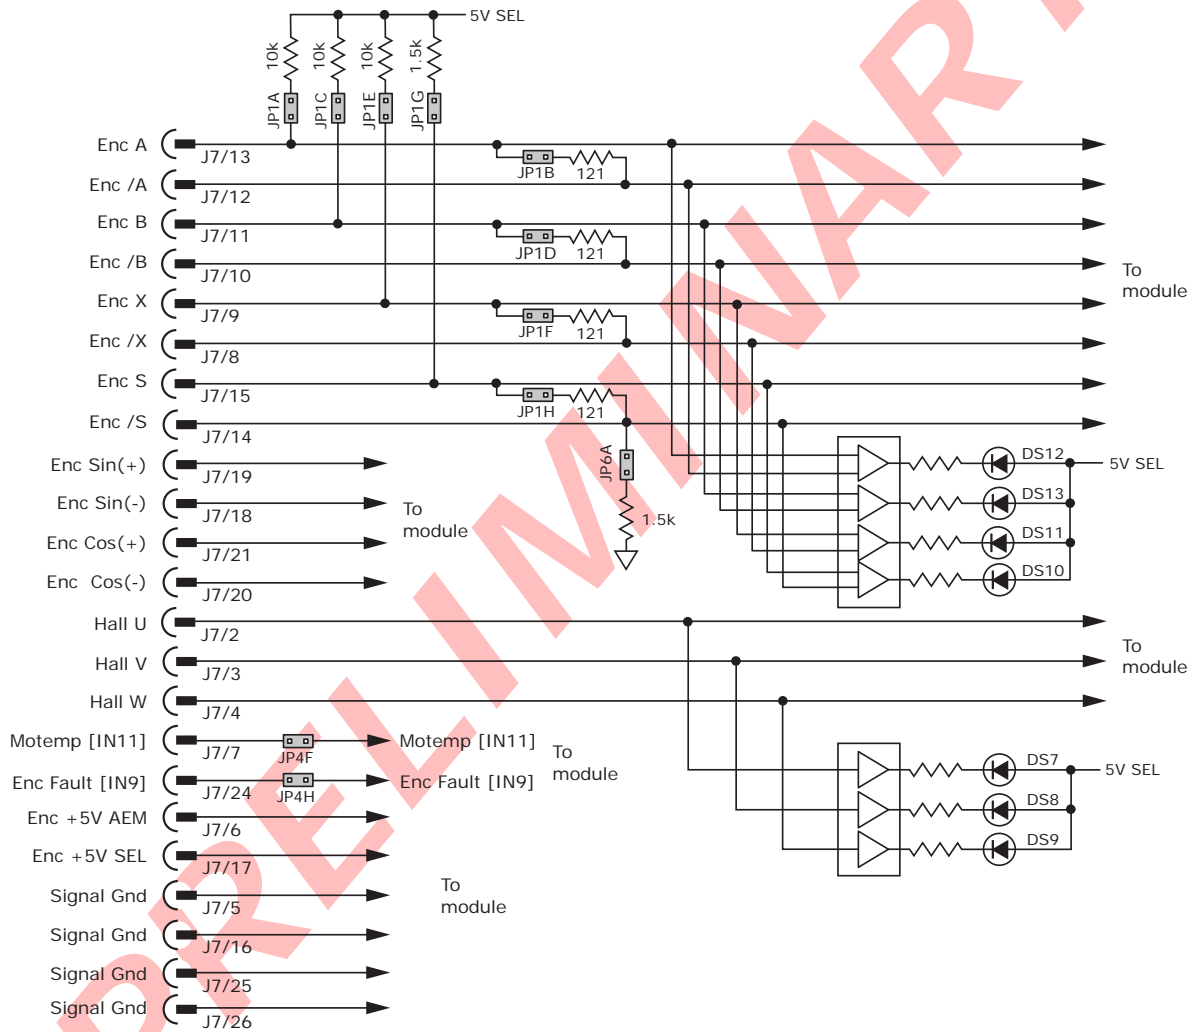 5V SEL
10k
10k
10k
1.5k
JP1A
JP1C
JP1E
JP1G
Enc A
J7/13
JP1B
121
Enc /A
J7/12
Enc B
J7/11
JP1D
121
Enc /B
J7/10
To
module
Enc X
J7/9
JP1F
121
Enc /X
J7/8
Enc S
J7/15
JP1H
121
Enc /S
J7/14
JP6A
1.5k
Enc Sin(+)
J7/19
Enc Sin(-)
J7/18
To
module
Enc Cos(+)
J7/21
Enc Cos(-)
J7/20
DS12
5V SEL
DS13
DS11
DS10
Hall U
J7/2
Hall V
J7/3
To
module
Hall W
J7/4
Motemp [IN11]
J7/7
JP4F
Motemp [IN11]
To
module
Enc Fault [IN9]
J7/24
JP4H
Enc Fault [IN9]
DS7
5V SEL
DS8
DS9
Enc +5V AEM
J7/6
Enc +5V SEL
J7/17
Signal Gnd
J7/5
To
module
Signal Gnd
J7/16
Signal Gnd
J7/25
Signal Gnd
J7/26
PRELIMINARY